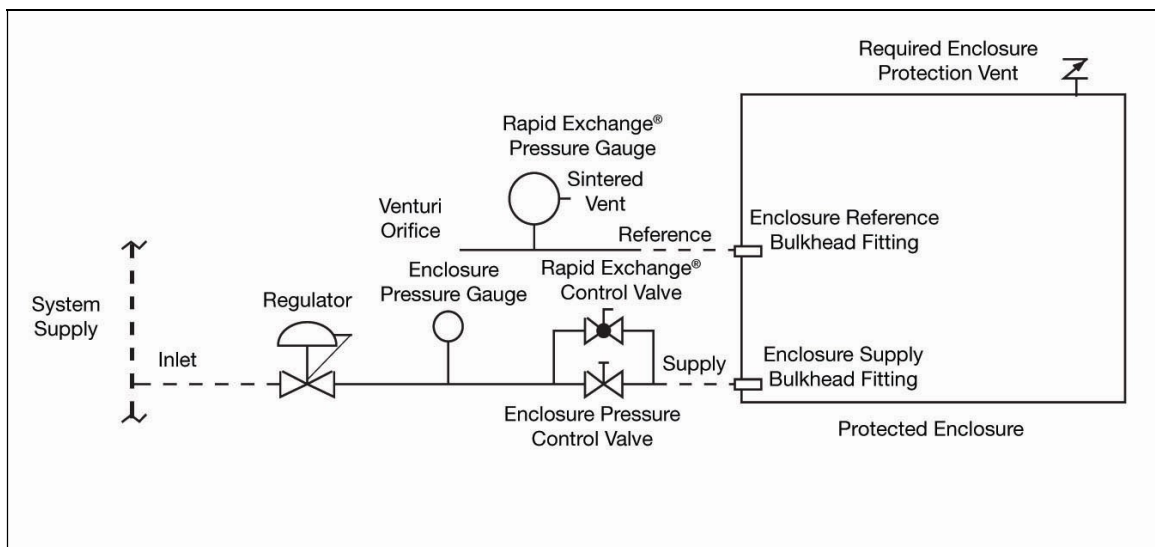 Required Enclosure
Protection Vent
Rapid Exchange®
Pressure Gauge
Sintered
Vent
Venturi
Orifice
Reference
Enclosure Reference
Bulkhead Fitting
Enclosure
Pressure Gauge
Rapid Exchange®
Control Valve
System
Supply
Regulator
Inlet
Supply
Enclosure Supply
Bulkhead Fitting
Enclosure Pressure
Control Valve
Protected Enclosure